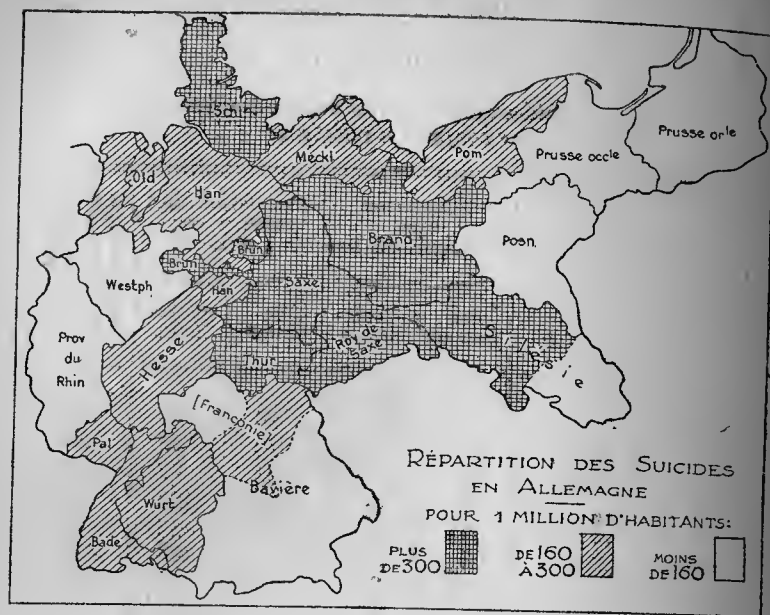 Schl.
Meckl
Pom
Prusse occle
Prusse orle
Old
Han
Brand
Posn.
Brun
Brun
Westph
Han
Saxe
Silésie
Prov
du
Rhin
Hesse
Thur
Roy de
Saxe
[Franconie]
Pal
Wurt
Bavière
Bade
RÉPARTITION DES SUICIDES
EN ALLEMAGNE
POUR 1 MILLION D'HABITANTS:
PLUS
DE 300
DE 160
À 300
MOINS
DE 160